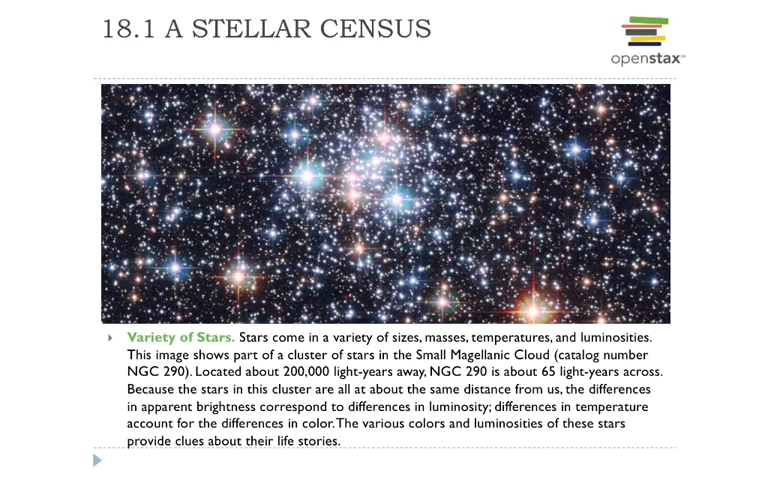 18.1 A STELLAR CENSUS
openstax™
Variety of Stars. Stars come in a variety of sizes, masses, temperatures, and luminosities.
This image shows part of a cluster of stars in the Small Magellanic Cloud (catalog number
NGC 290). Located about 200,000 light-years away, NGC 290 is about 65 light-years across.
Because the stars in this cluster are all at about the same distance from us, the differences
in apparent brightness correspond to differences in luminosity; differences in temperature
account for the differences in color. The various colors and luminosities of these stars
provide clues about their life stories.